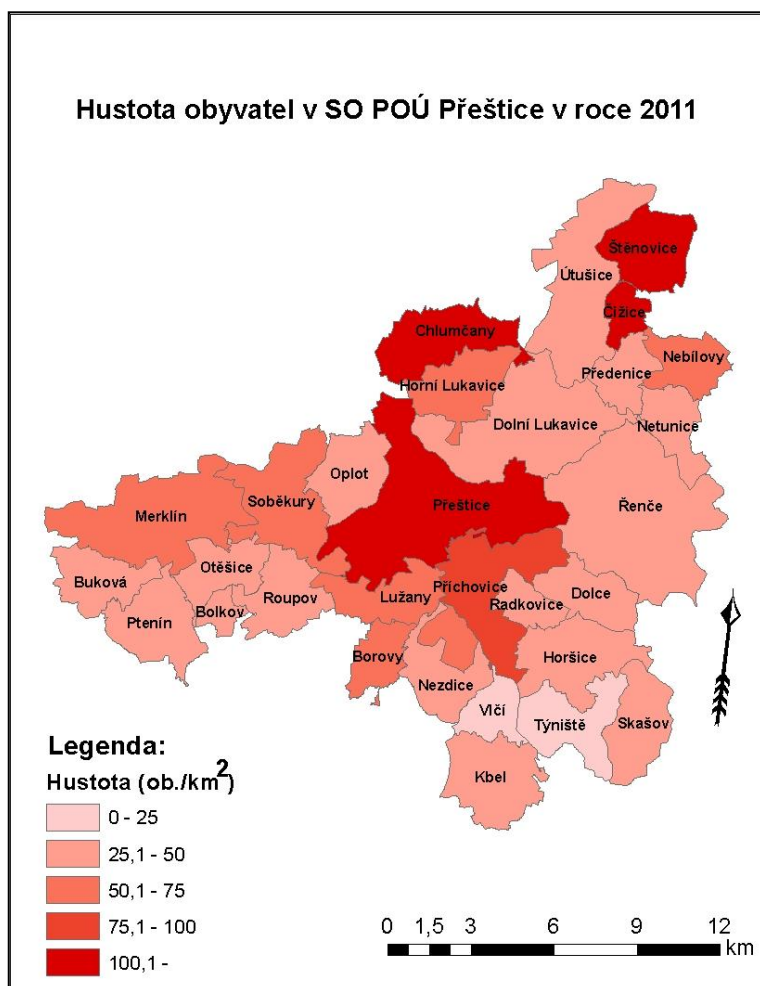 Hustota obyvatel v SO POÚ Přeštice v roce 2011
Štěnovice
Útušice
Čižice
Chlumčany
Nebílovy
Předenice
Horní Lukavice
Dolní Lukavice
Netunice
Oplot
Soběkury
Přeštice
Řenče
Merklín
Otěšice
Buková
Příchovice
Lužany
Roupov
Bolkov
Radkovice
Dolce
Ptenín
Borovy
Horšice
Nezdice
Vlčí
Týniště
Skašov
Kbel
Legenda:
Hustota (ob./km²)
0 - 25
25,1 - 50
50,1 - 75
75,1 - 100
100,1 -
0 1,5 3 6 9 12
km